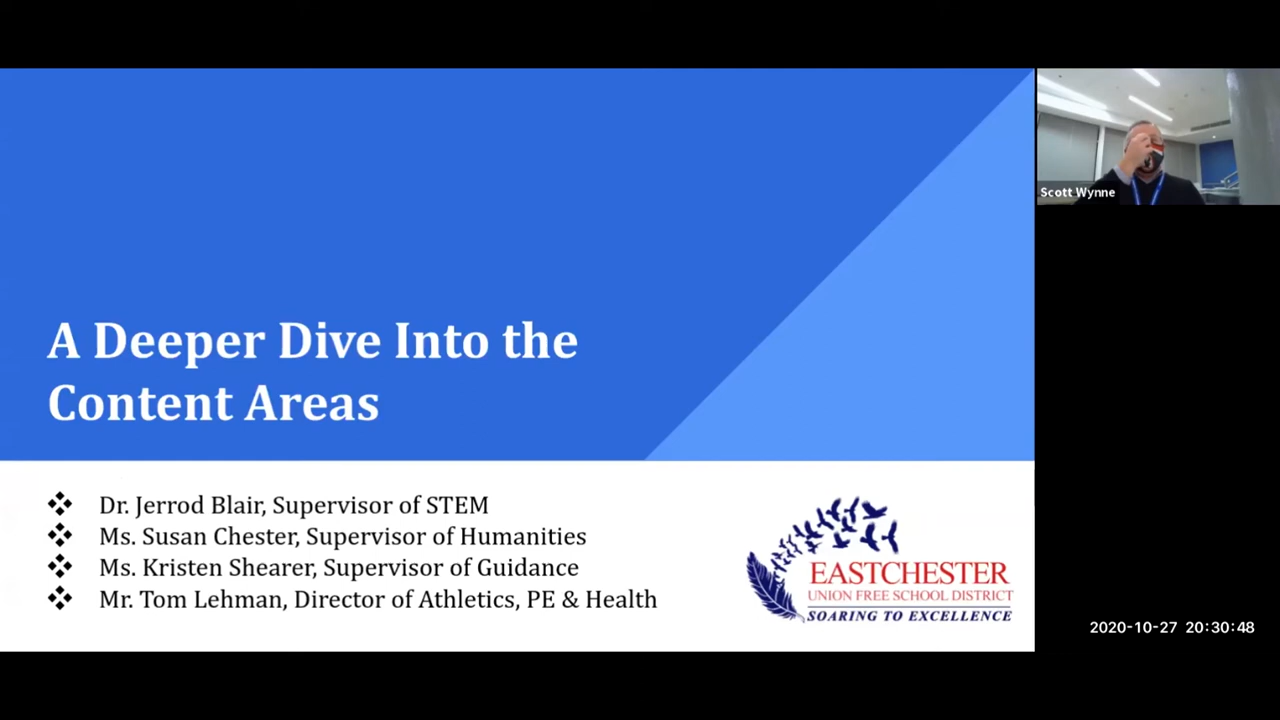 A Deeper Dive Into the
Content Areas
Dr. Jerrod Blair, Supervisor of STEM
Ms. Susan Chester, Supervisor of Humanities
Ms. Kristen Shearer, Supervisor of Guidance
Mr. Tom Lehman, Director of Athletics, PE & Health
EASTCHESTER
UNION FREE SCHOOL DISTRICT
SOARING TO EXCELLENCE
Scott Wynne
2020-10-27 20:30:48